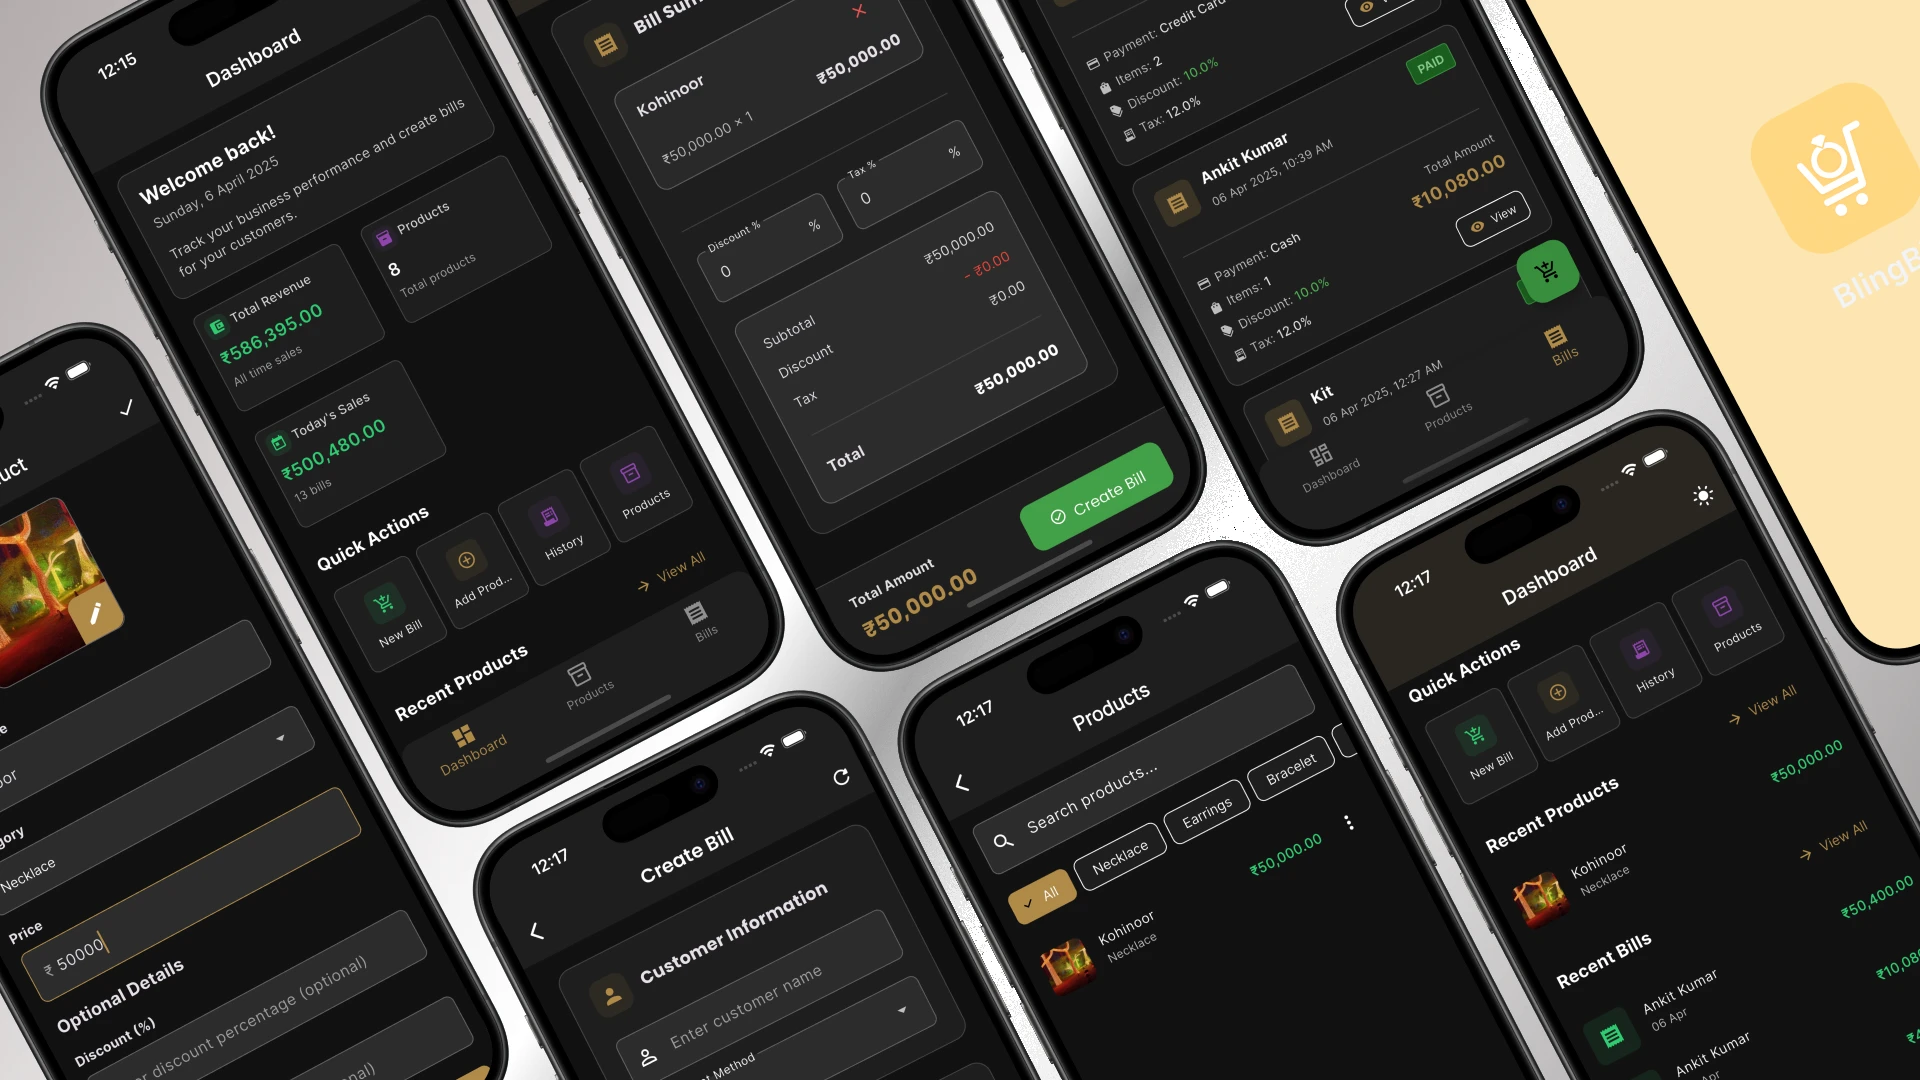 12:15
Dashboard
Welcome back!
Sunday, 6 April 2025
Track your business performance and create bills
for your customers.
Total Revenue
₹586,395.00
All time sales
Products
8
Total products
Today's Sales
₹500,480.00
13 bills
Quick Actions
New Bill
Add Prod...
History
Products
View All
Recent Products
Dashboard
Products
Bills
Necklace
Price
₹ 50000
Optional Details
Discount (%)
discount percentage (optional)
Kohinoor
₹50,000.00
₹50,000.00 × 1
Discount %
0
%
Tax %
0
%
Subtotal
₹50,000.00
Discount
- ₹0.00
Tax
₹0.00
Total
₹50,000.00
Total Amount
₹50,000.00
Create Bill
12:17
Create Bill
Customer Information
Enter customer name
Method
Payment: Credit Card
Items: 2
Discount: 10.0%
Tax: 12.0%
PAID
Ankit Kumar
06 Apr 2025, 10:39 AM
Total Amount
₹10,080.00
View
Payment: Cash
Items: 1
Discount: 10.0%
Tax: 12.0%
Kit
06 Apr 2025, 12:27 AM
Dashboard
Products
Bills
12:17
Products
Search products...
All
Necklace
Earrings
Bracelet
Kohinoor
Necklace
₹50,000.00
12:17
Dashboard
Quick Actions
New Bill
Add Prod...
History
Products
View All
Recent Products
Kohinoor
Necklace
₹50,000.00
View All
Recent Bills
Ankit Kumar
06 Apr
₹50,400.00
Ankit Kumar
Apr